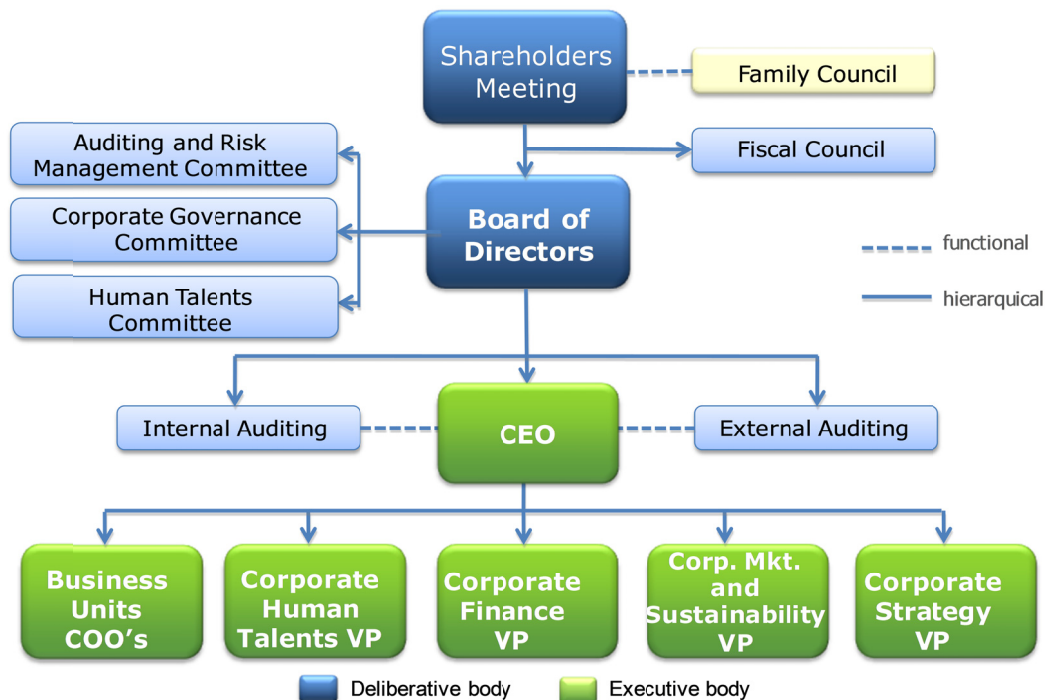 Shareholders
Meeting
Family Council
Auditing and Risk
Management Committee
Fiscal Council
Corporate Governance
Committee
Board of
Directors
functional
Human Talents
Committee
hierarquical
Internal Auditing
CEO
External Auditing
Business
Units
COO's
Corporate
Human
Talents VP
Corporate
Finance
VP
Corp. Mkt.
and
Sustainability
VP
Corporate
Strategy
VP
Deliberative body
Executive body